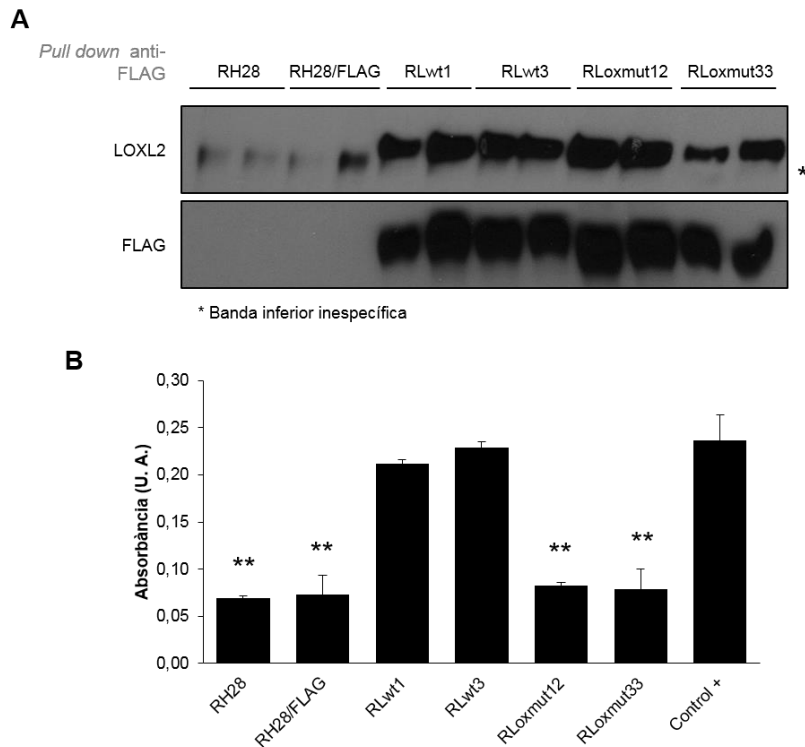 A
Pull down anti-
FLAG
RH28 RH28/FLAG RLwt1 RLwt3 RLoxmut12 RLoxmut33
LOXL2
*
FLAG
* Banda inferior inespecífica
B
Absorbància (U. A.)
0,30
0,25
0,20
0,15
0,10
0,05
0,00
** ** ** **
RH28 RH28/FLAG RLwt1 RLwt3 RLoxmut12 RLoxmut33 Control +